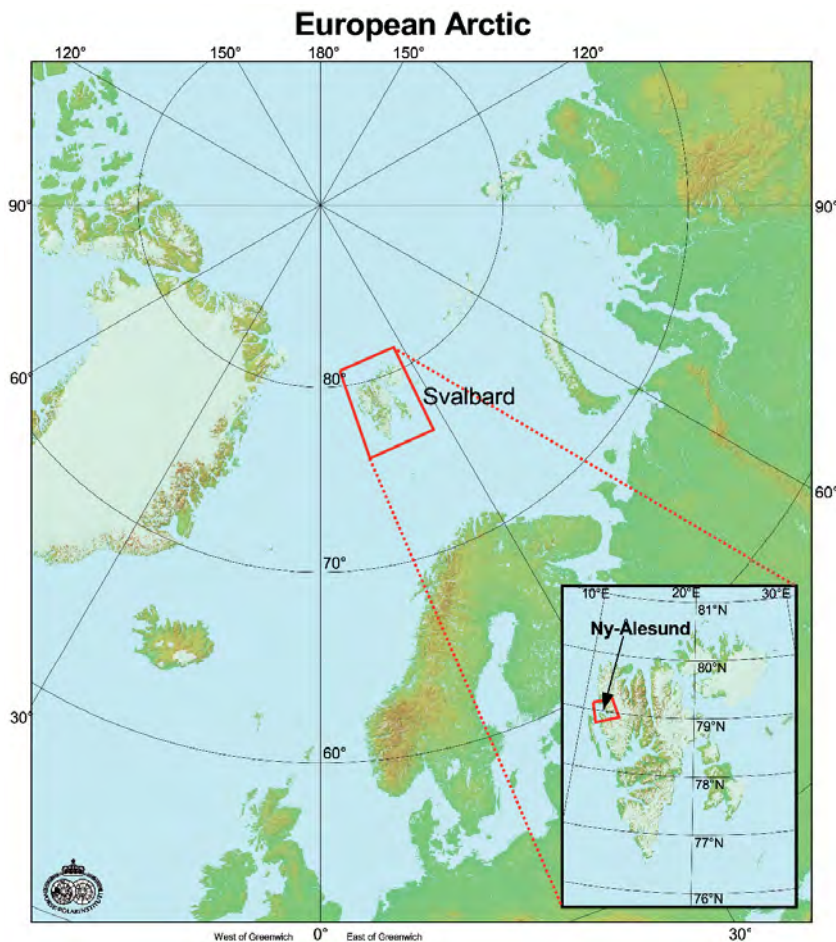 European Arctic
120° 150° 180° 150° 120°
90° 90°
80°
Svalbard
60°
60°
70°
10°E 20°E 30°E
81°N
Ny-Ålesund
80°N
79°N
30°
60°
78°N
77°N
76°N
West of Greenwich 0° East of Greenwich 30°